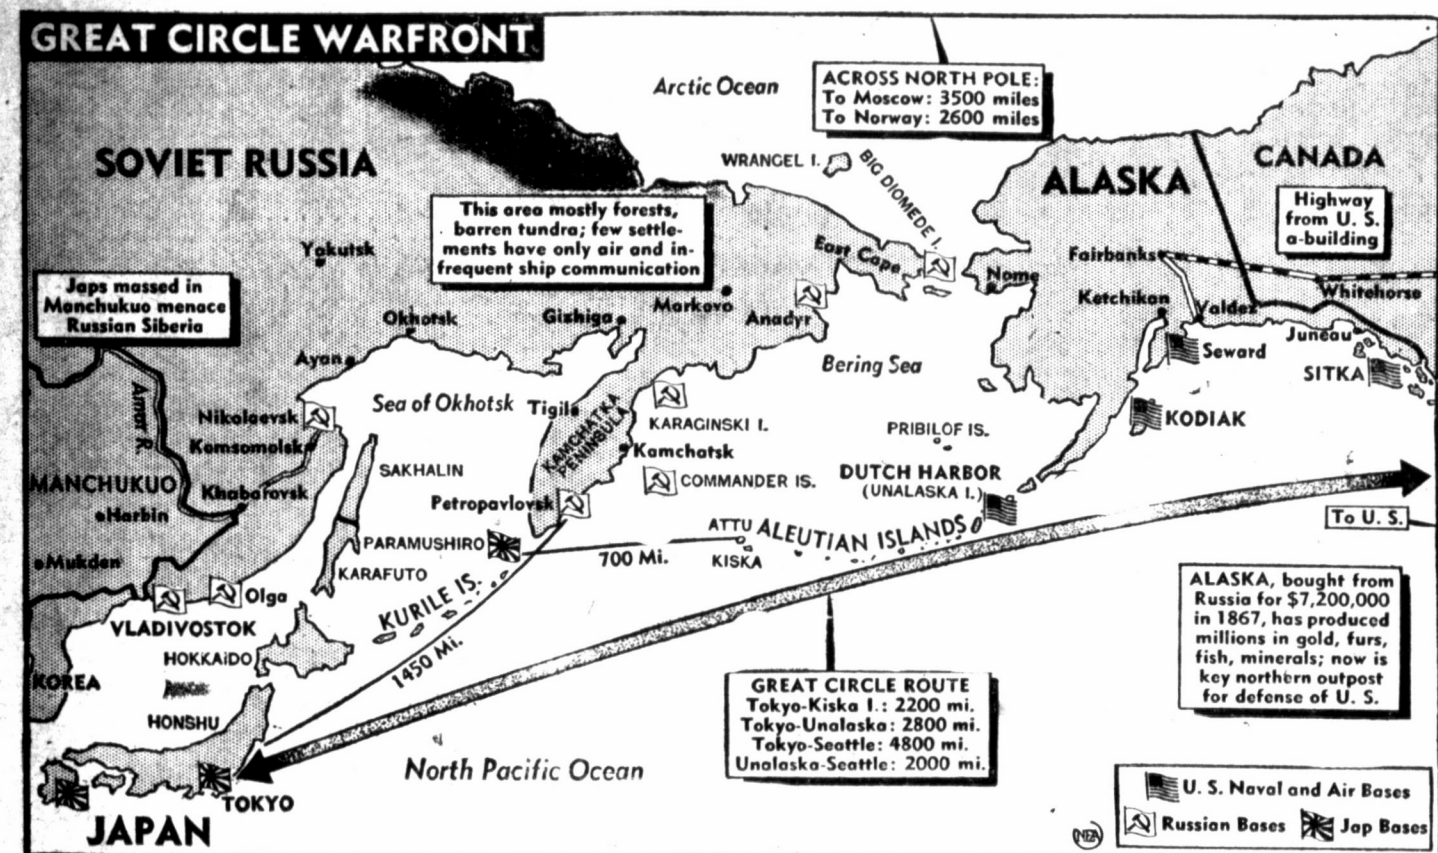 GREAT CIRCLE WARFRONT
Arctic Ocean
ACROSS NORTH POLE:
To Moscow: 3500 miles
To Norway: 2600 miles
SOVIET RUSSIA
WRANGEL I.
BIG DIOMEDE I.
ALASKA
CANADA
Highway
from U. S.
a-building
This area mostly forests,
barren tundra; few settle-
ments have only air and in-
frequent ship communication
Yakutsk
East Cape
Nome
Fairbanks
Whitehorse
Japs massed in
Manchukuo menace
Russian Siberia
Markovo
Anadyr
Ketchikan
Valdez
Juneau
Okhotsk
Gizhiga
Ayan
Bering Sea
Seward
SITKA
Amur R.
Nikolaevsk
Sea of Okhotsk
Tigil
KAMCHATKA
PENINSULA
KARAGINSKI I.
PRIBILOF IS.
KODIAK
Komsomolsk
SAKHALIN
Kamchatsk
MANCHUKUO
Khabarovsk
Harbin
Petropavlovsk
COMMANDER IS.
DUTCH HARBOR
(UNALASKA I.)
To U. S.
PARAMUSHIRO
700 Mi.
ATTU
KISKA
ALEUTIAN ISLANDS
Mukden
KARAFUTO
Olga
KURILE IS.
VLADIVOSTOK
1450 Mi.
HOKKAIDO
KOREA
HONSHU
ALASKA, bought from
Russia for $7,200,000
in 1867, has produced
millions in gold, furs,
fish, minerals; now is
key northern outpost
for defense of U. S.
GREAT CIRCLE ROUTE
Tokyo-Kiska I.: 2200 mi.
Tokyo-Unalaska: 2800 mi.
Tokyo-Seattle: 4800 mi.
Unalaska-Seattle: 2000 mi.
North Pacific Ocean
TOKYO
JAPAN
U. S. Naval and Air Bases
Russian Bases
Jap Bases
NEA